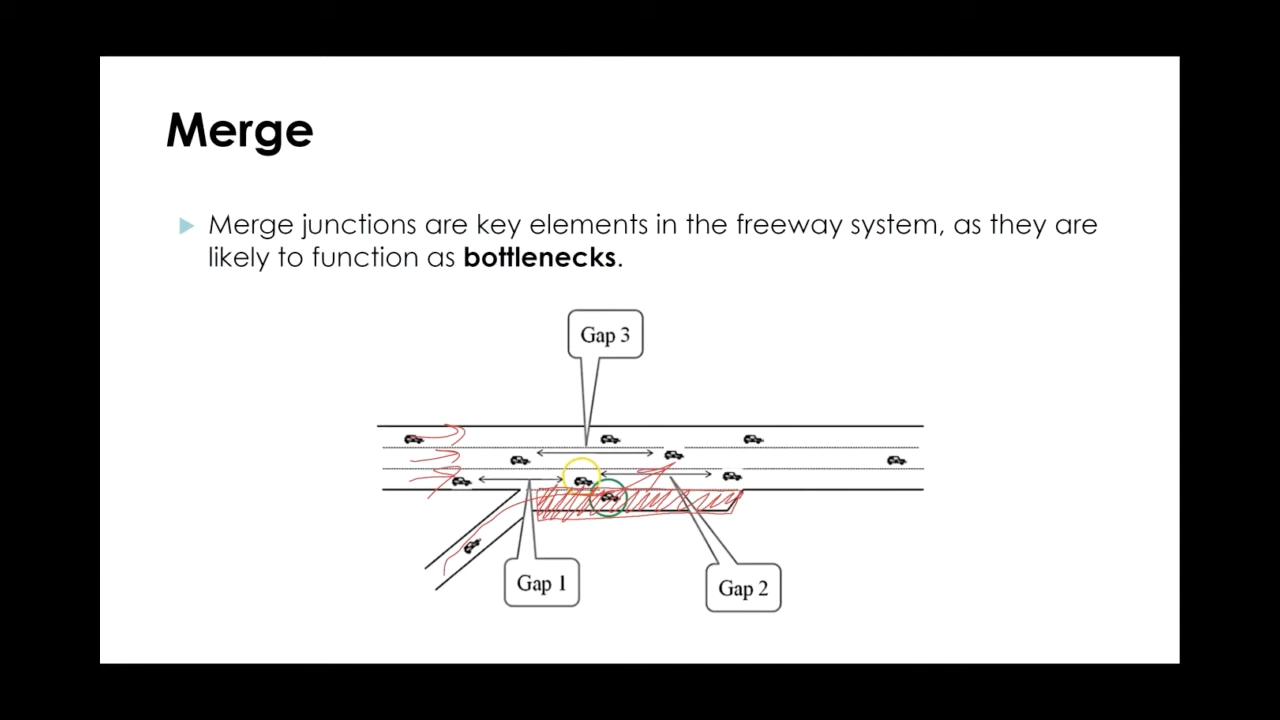 Merge
Merge junctions are key elements in the freeway system, as they are
likely to function as bottlenecks.
Gap 3
Gap 1
Gap 2